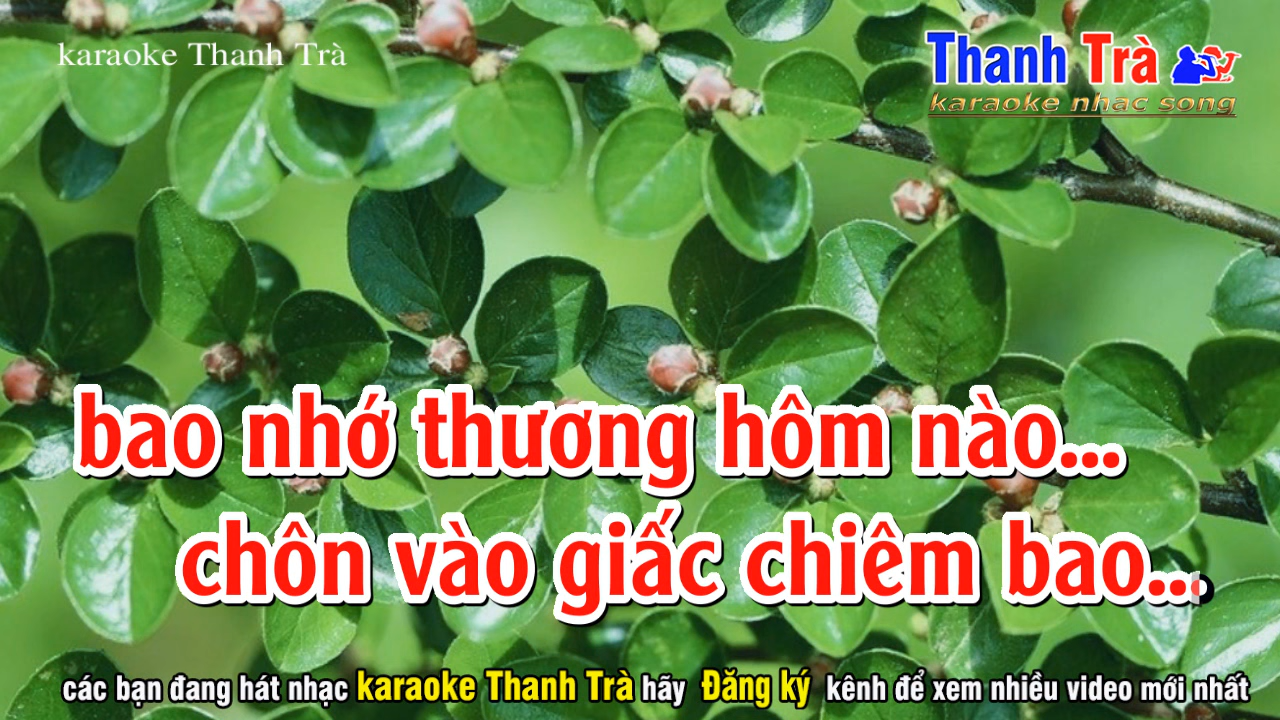 karaoke Thanh Trà
Thanh Trà
karaoke nhac song
bao nhớ thương hôm nào...
chôn vào giấc chiêm bao...
các bạn đang hát nhạc karaoke Thanh Trà hãy Đăng ký kênh để xem nhiều video mới nhất